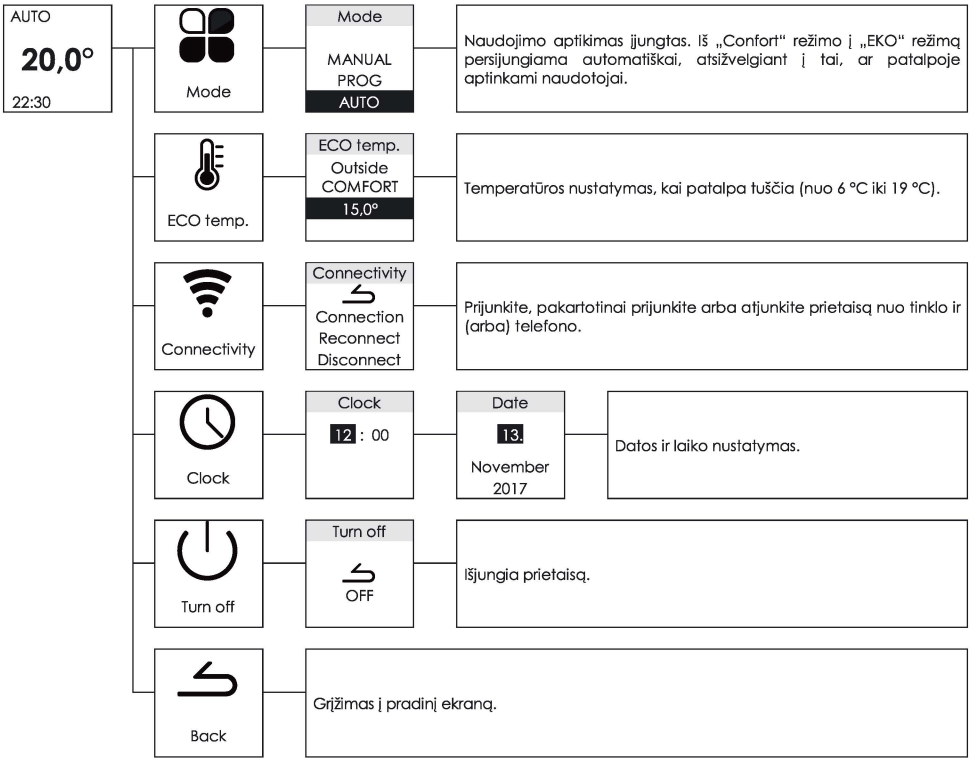 AUTO
20,0°
22:30
Mode
Mode
MANUAL
PROG
AUTO
Naudojimo aptikimas įjungtas. Iš „Confort“ režimo į „EKO“ režimą
persijungiama automatiškai, atsižvelgiant į tai, ar patalpoje
aptinkami naudotojai.
ECO temp.
ECO temp.
Outside
COMFORT
15,0°
Temperatūros nustatymas, kai patalpa tuščia (nuo 6 °C iki 19 °C).
Connectivity
Connectivity
Connection
Reconnect
Disconnect
Prijunkite, pakartotinai prijunkite arba atjunkite prietaisą nuo tinklo ir
(arba) telefono.
Clock
Clock
12 : 00
Date
13.
November
2017
Datos ir laiko nustatymas.
Turn off
Turn off
OFF
Išjungia prietaisą.
Back
Grįžimas į pradinį ekraną.